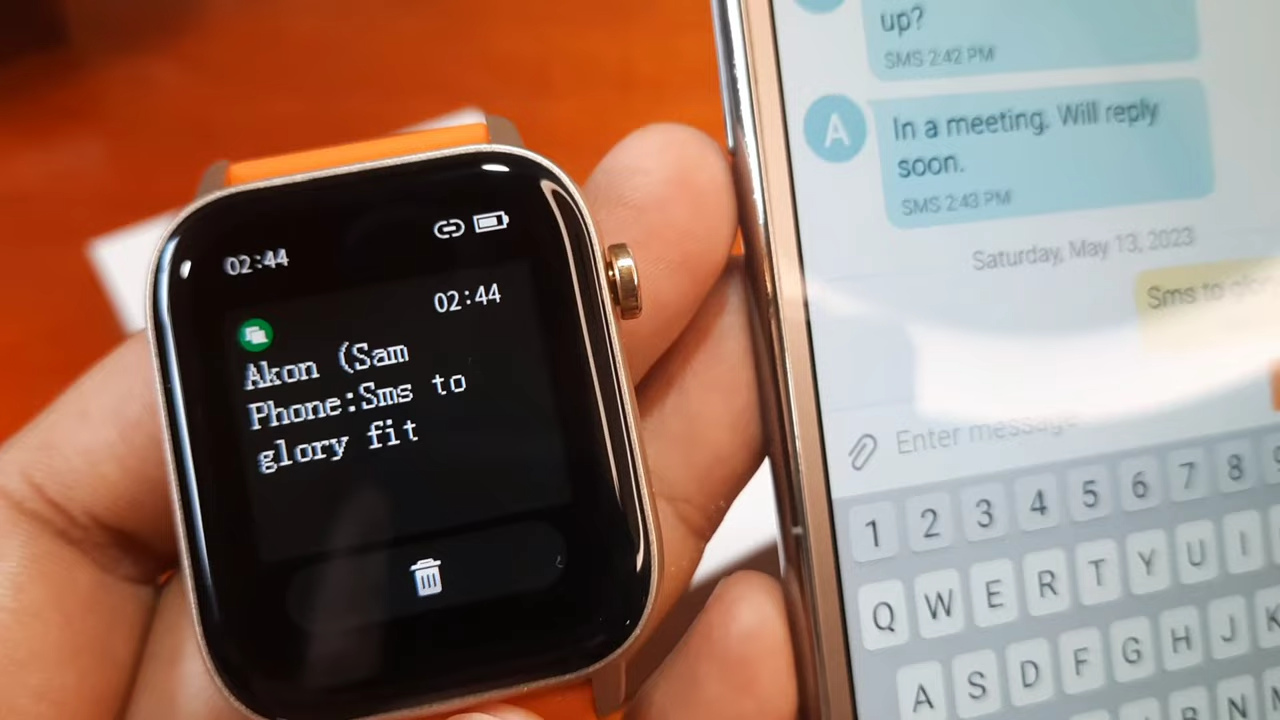 02:44
02:44
Akon (Sam
Phone:Sms to
glory fit
up?
SMS 2:42 PM
A
In a meeting. Will reply
soon.
SMS 2:43 PM
Saturday, May 13, 2023
Sms to
Enter message
1 2 3 4 5 6 7 8
Q W E R T Y U I
A S D F G H J K
B N